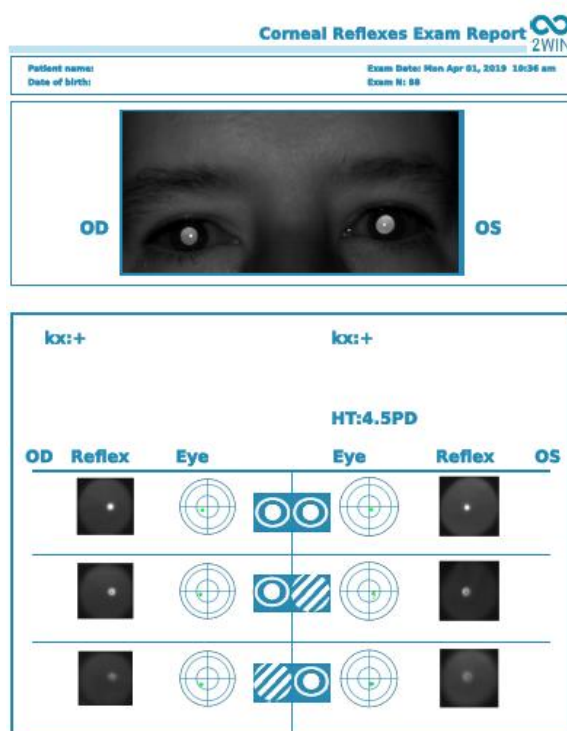 Corneal Reflexes Exam Report
2WIN
Patient name:
Exam Date: Mon Apr 01, 2019 10:36 am
Date of birth:
Exam N: 88
OD
OS
kx:+
kx:+
HT:4.5PD
OD Reflex Eye Eye Reflex OS